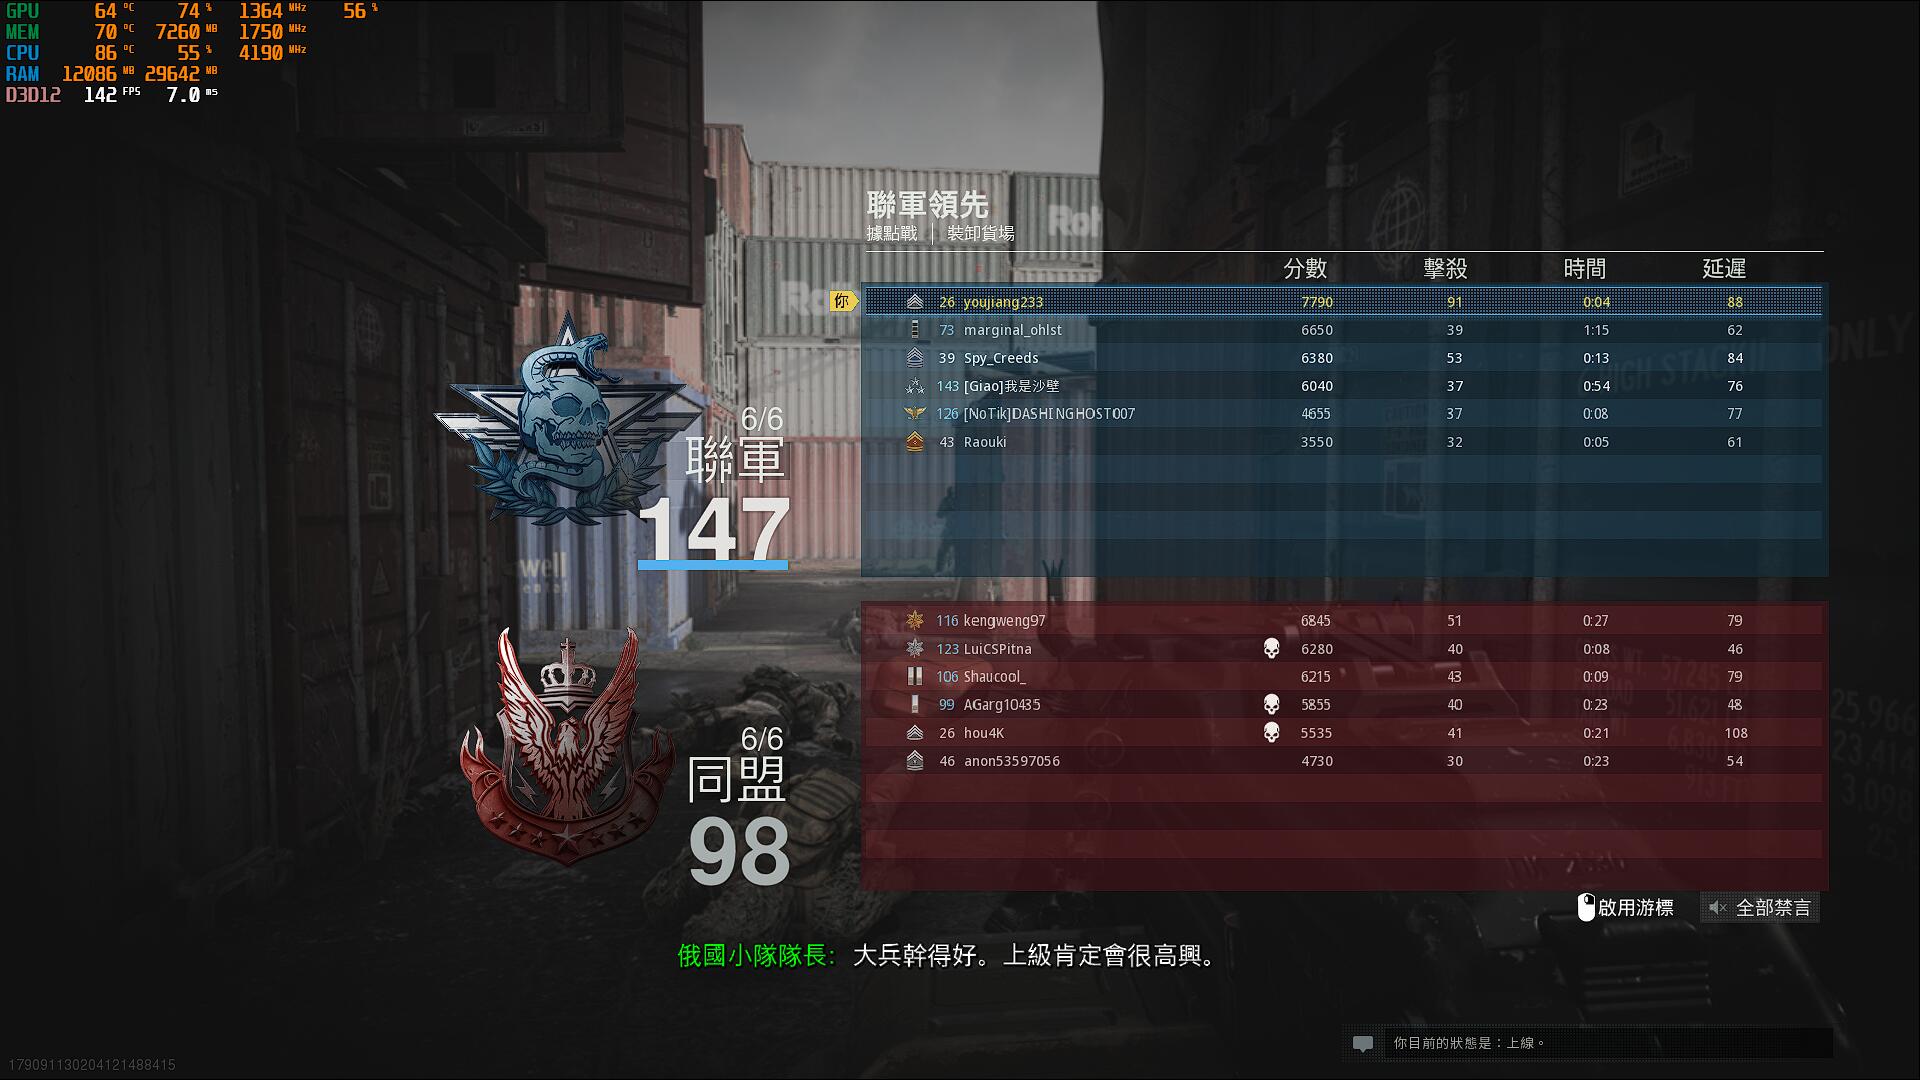 GPU 64 °C 74 % 1364 MHz 56 %
MEM 70 °C 7260 MB 1750 MHz
CPU 86 °C 55 % 4190 MHz
RAM 12086 MB 29642 MB
D3D12 142 FPS 7.0 ms
聯軍領先
據點戰 | 裝卸貨場
分數 擊殺 時間 延遲
你 26 youjiang233 7790 91 0:04 88
73 marginal_ohlst 6650 39 1:15 62
39 Spy_Creeds 6380 53 0:13 84
143 [Giao]我是沙壁 6040 37 0:54 76
126 [NoTik]DASHINGHOST007 4655 37 0:08 77
43 Raouki 3550 32 0:05 61
6/6
聯軍
147
116 kengweng97 6845 51 0:27 79
123 LuiCSPitna 6280 40 0:08 46
106 Shaucool_ 6215 43 0:09 79
99 AGarg10435 5855 40 0:23 48
26 hou4K 5535 41 0:21 108
46 anon53597056 4730 30 0:23 54
6/6
同盟
98
啟用游標 全部禁言
俄國小隊隊長: 大兵幹得好。上級肯定會很高興。
你目前的狀態是：上線。
179091130204121488415